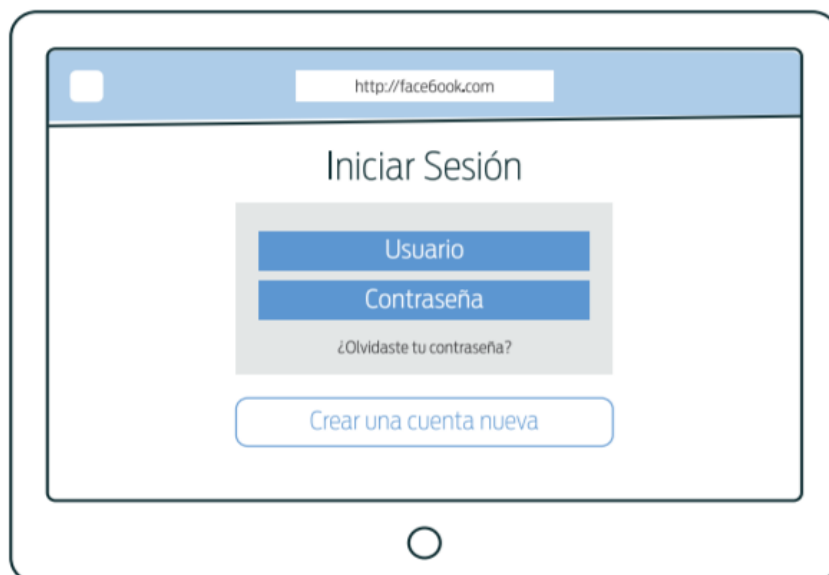 http://face6ook.com
Iniciar Sesión
Usuario
Contraseña
¿Olvidaste tu contraseña?
Crear una cuenta nueva